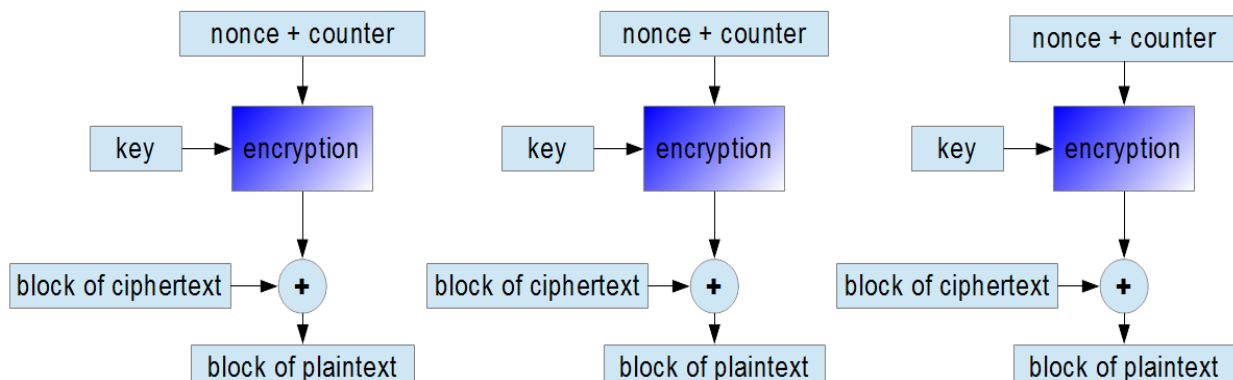 nonce + counter
nonce + counter
nonce + counter
key
encryption
key
encryption
key
encryption
block of ciphertext
+
block of ciphertext
+
block of ciphertext
+
block of plaintext
block of plaintext
block of plaintext